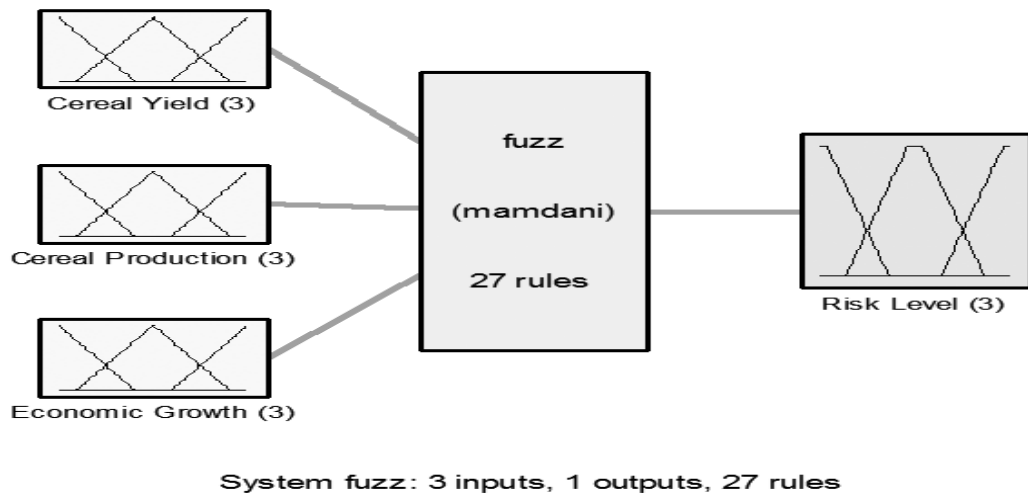 Cereal Yield (3)
Cereal Production (3)
Economic Growth (3)
fuzz
(mamdani)
27 rules
Risk Level (3)
System fuzz: 3 inputs, 1 outputs, 27 rules